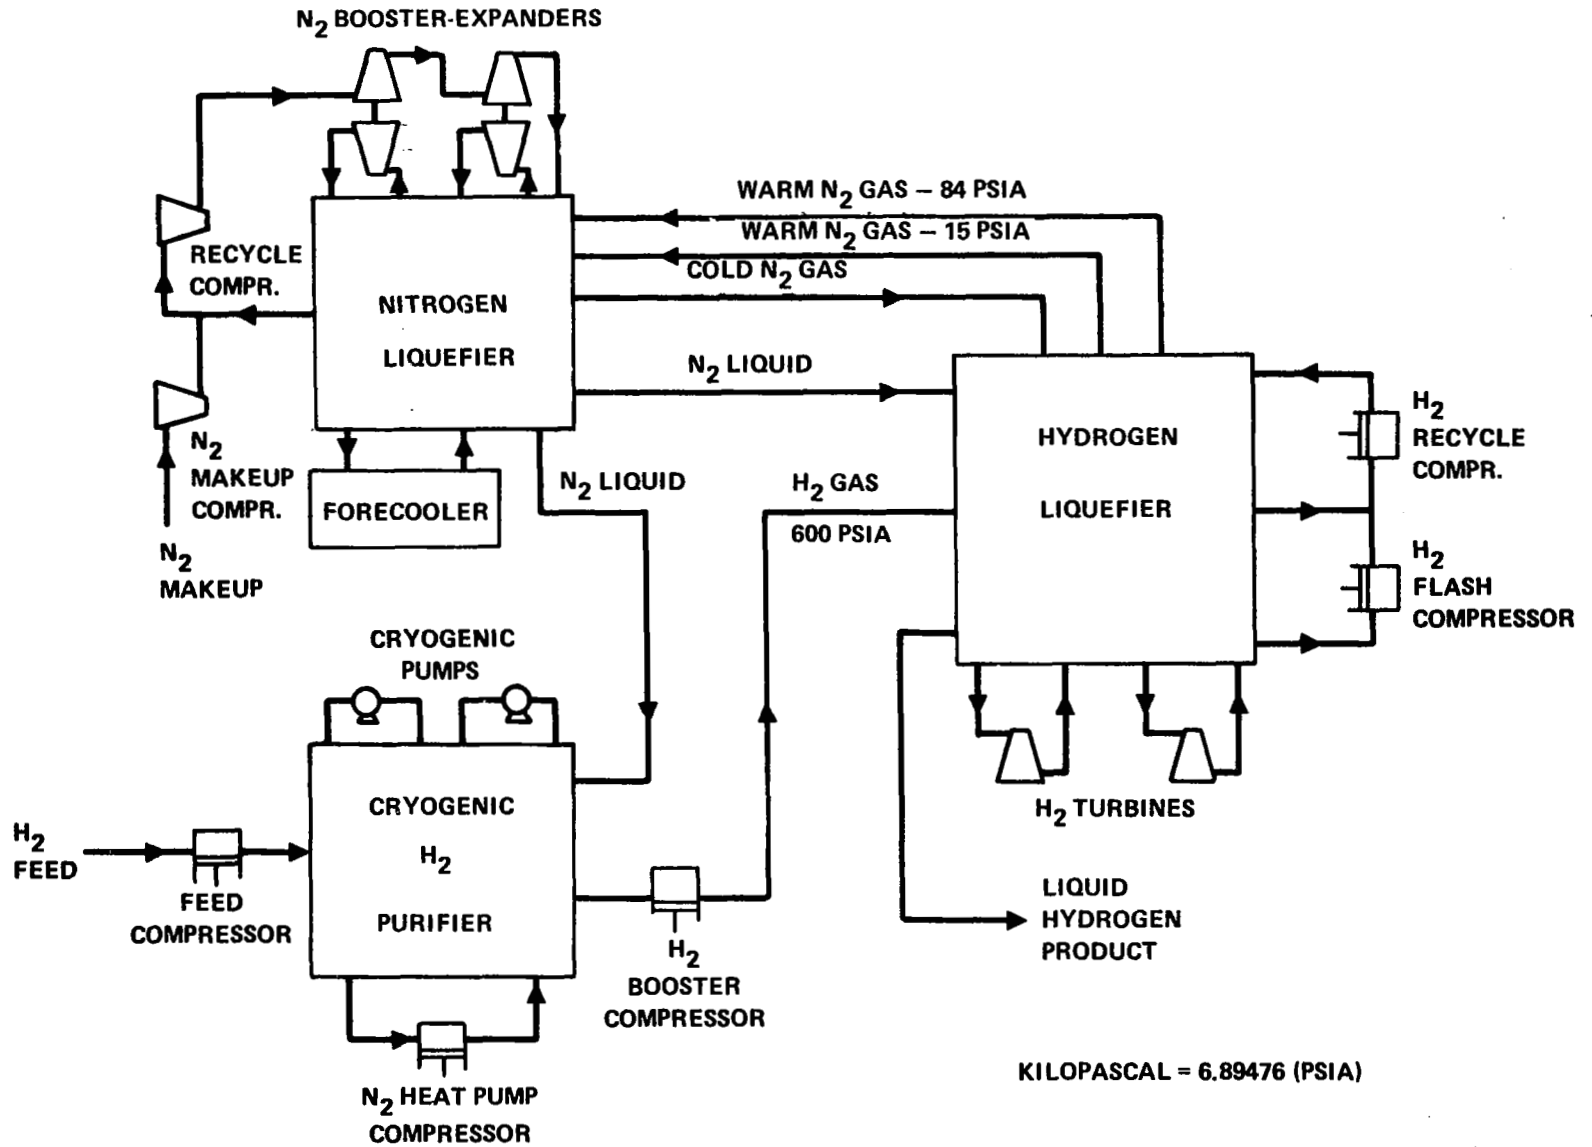 N2 BOOSTER-EXPANDERS
WARM N2 GAS – 84 PSIA
WARM N2 GAS – 15 PSIA
COLD N2 GAS
N2 LIQUID
RECYCLE
COMPR.
NITROGEN
LIQUEFIER
N2
MAKEUP
COMPR.
N2
MAKEUP
FORECOOLER
N2 LIQUID
H2 GAS
600 PSIA
HYDROGEN
LIQUEFIER
H2
RECYCLE
COMPR.
H2
FLASH
COMPRESSOR
CRYOGENIC
PUMPS
H2 TURBINES
H2
FEED
FEED
COMPRESSOR
CRYOGENIC
H2
PURIFIER
H2
BOOSTER
COMPRESSOR
LIQUID
HYDROGEN
PRODUCT
N2 HEAT PUMP
COMPRESSOR
KILOPASCAL = 6.89476 (PSIA)